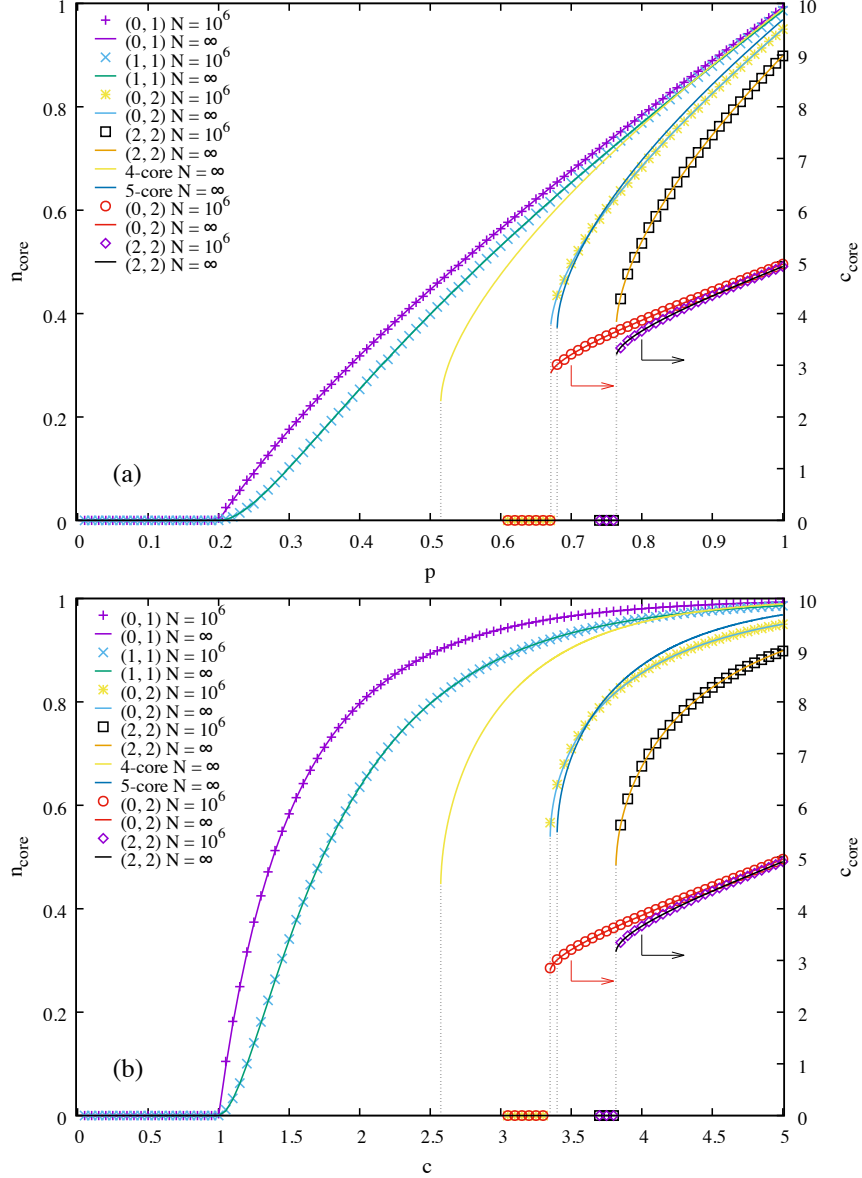 1
0.8
0.6
0.4
0.2
0
n_core
10
9
8
7
6
5
4
3
2
1
0
c_core
(0, 1) N = 10^6
(0, 1) N = ∞
(1, 1) N = 10^6
(1, 1) N = ∞
(0, 2) N = 10^6
(0, 2) N = ∞
(2, 2) N = 10^6
(2, 2) N = ∞
4-core N = ∞
5-core N = ∞
(0, 2) N = 10^6
(0, 2) N = ∞
(2, 2) N = 10^6
(2, 2) N = ∞
(a)
0 0.1 0.2 0.3 0.4 0.5 0.6 0.7 0.8 0.9 1
p
1
0.8
0.6
0.4
0.2
0
n_core
10
9
8
7
6
5
4
3
2
1
0
c_core
(0, 1) N = 10^6
(0, 1) N = ∞
(1, 1) N = 10^6
(1, 1) N = ∞
(0, 2) N = 10^6
(0, 2) N = ∞
(2, 2) N = 10^6
(2, 2) N = ∞
4-core N = ∞
5-core N = ∞
(0, 2) N = 10^6
(0, 2) N = ∞
(2, 2) N = 10^6
(2, 2) N = ∞
(b)
0 0.5 1 1.5 2 2.5 3 3.5 4 4.5 5
c